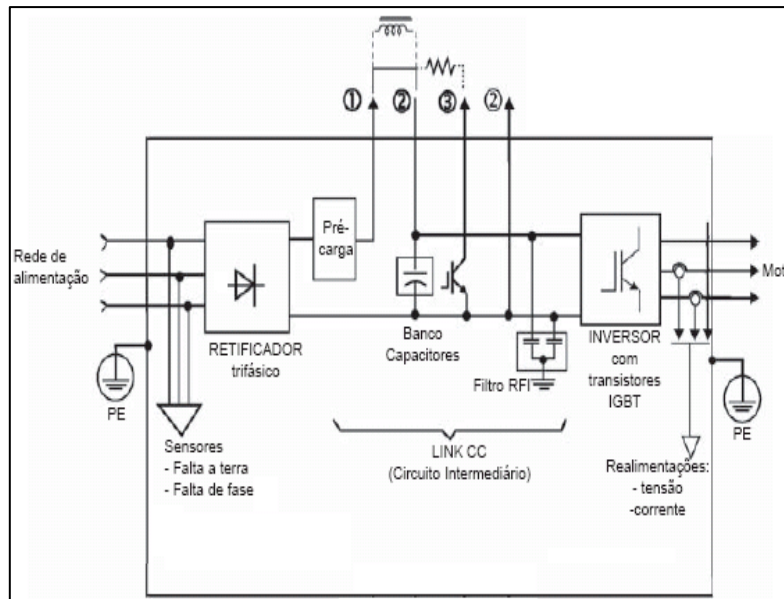 ① ② ③ ②
Rede de
alimentação
Pré-
carga
RETIFICADOR
trifásico
Banco
Capacitores
INVERSOR
com
transistores
IGBT
Mot
Filtro RFI
PE
PE
Sensores
- Falta a terra
- Falta de fase
LINK CC
(Circuito Intermediário)
Realimentações:
- tensão
-corrente